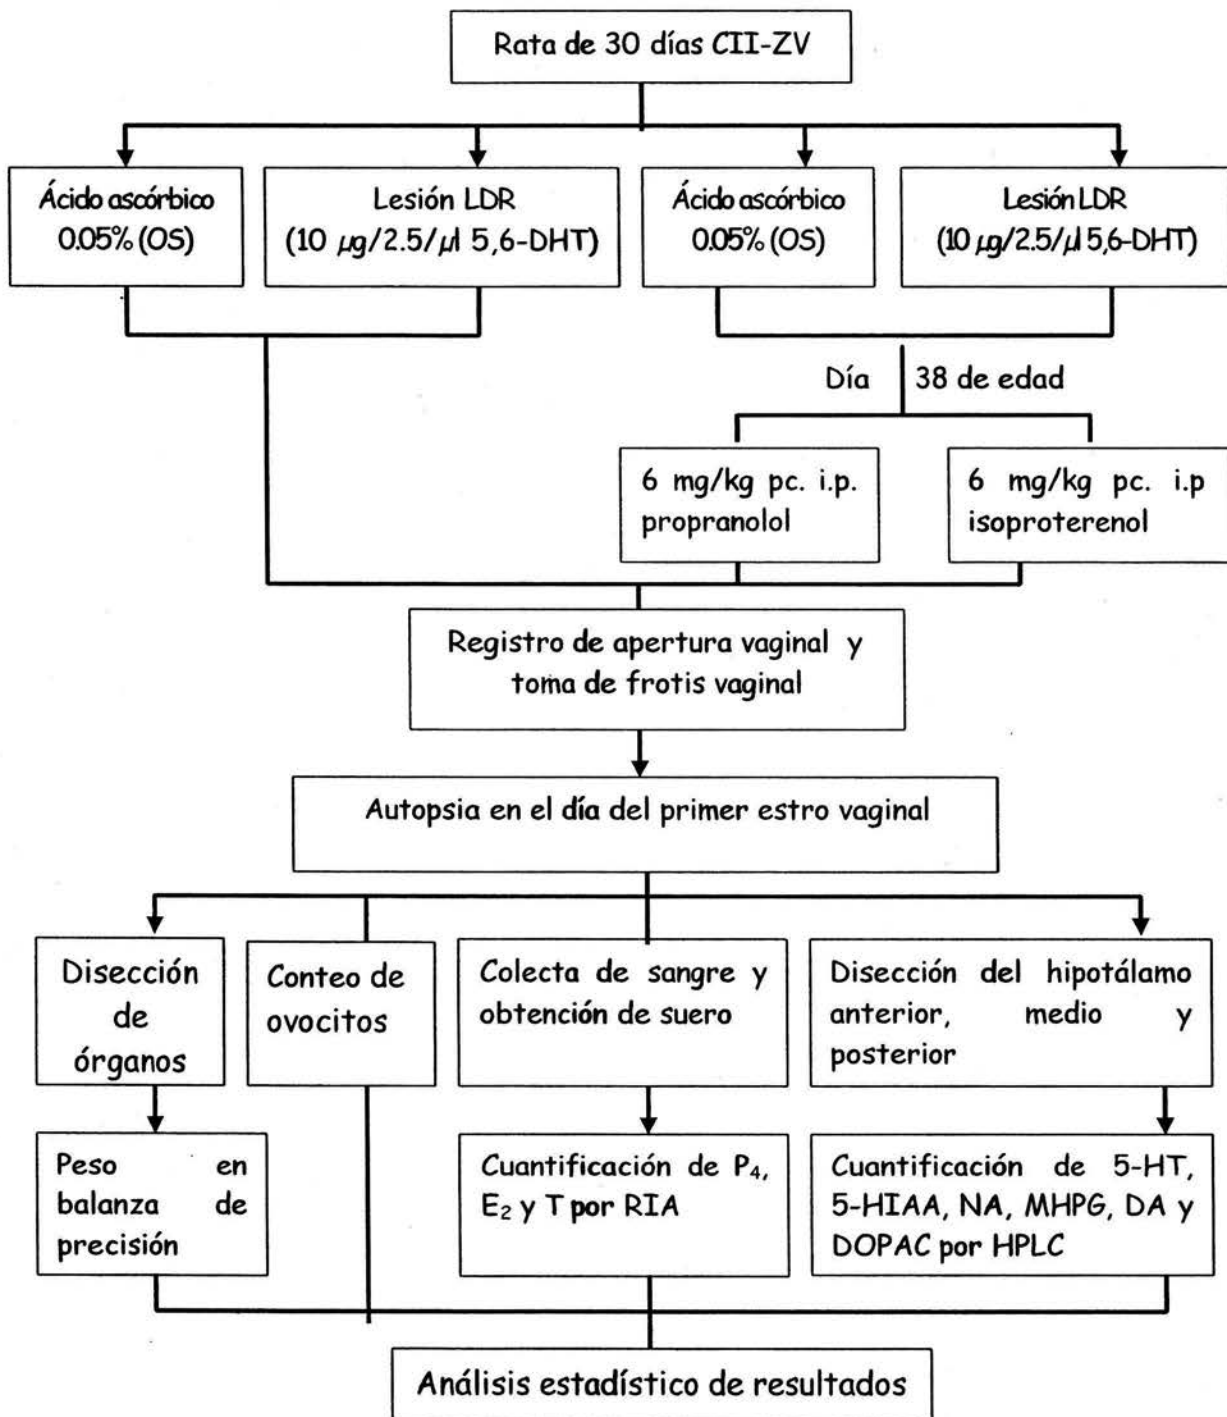 Rata de 30 días CII-ZV
Ácido ascórbico
0.05% (OS)
Lesión LDR
(10 µg/2.5/µl 5,6-DHT)
Ácido ascórbico
0.05% (OS)
Lesión LDR
(10 µg/2.5/µl 5,6-DHT)
Día 38 de edad
6 mg/kg pc. i.p.
propranolol
6 mg/kg pc. i.p
isoproterenol
Registro de apertura vaginal y
toma de frotis vaginal
Autopsia en el día del primer estro vaginal
Disección
de
órganos
Conteo de
ovocitos
Colecta de sangre y
obtención de suero
Disección del hipotálamo
anterior, medio y
posterior
Peso en
balanza de
precisión
Cuantificación de P₄,
E₂ y T por RIA
Cuantificación de 5-HT,
5-HIAA, NA, MHPG, DA y
DOPAC por HPLC
Análisis estadístico de resultados